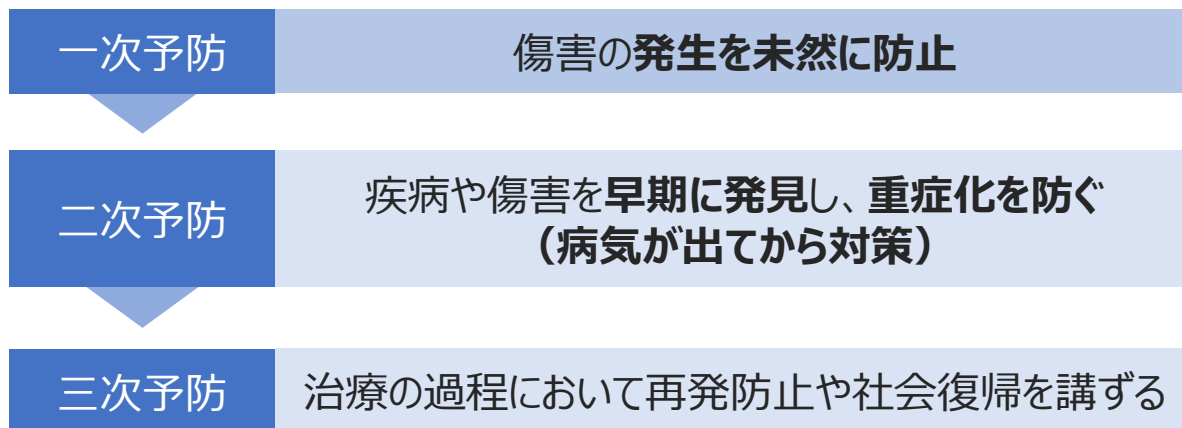 一次予防
傷害の発生を未然に防止
二次予防
疾病や傷害を早期に発見し、重症化を防ぐ
（病気が出てから対策）
三次予防
治療の過程において再発防止や社会復帰を講ずる